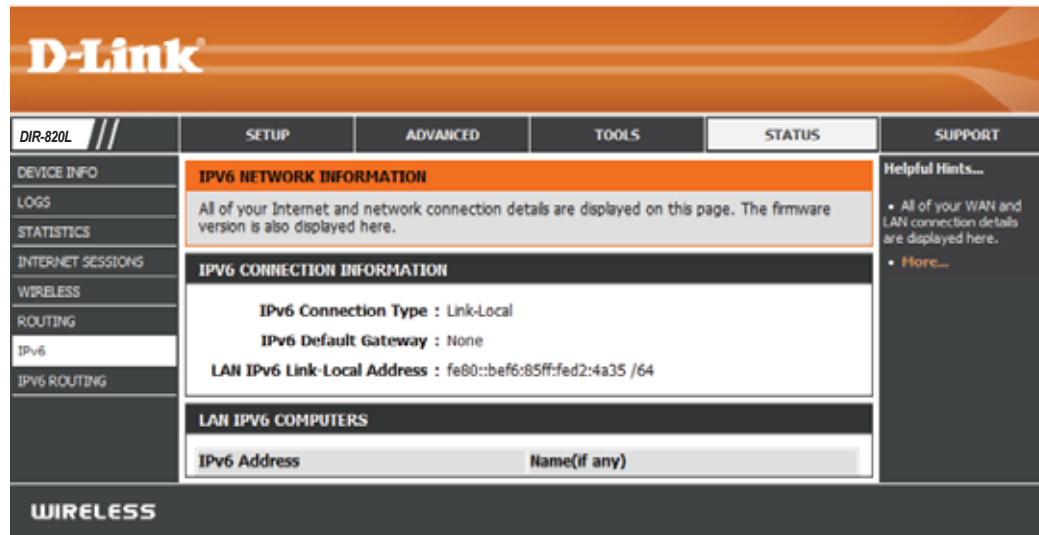 D-Link
DIR-820L
SETUP
ADVANCED
TOOLS
STATUS
SUPPORT
DEVICE INFO
LOGS
STATISTICS
INTERNET SESSIONS
WIRELESS
ROUTING
IPv6
IPV6 ROUTING
IPV6 NETWORK INFORMATION
All of your Internet and network connection details are displayed on this page. The firmware
version is also displayed here.
IPV6 CONNECTION INFORMATION
IPv6 Connection Type : Link-Local
IPv6 Default Gateway : None
LAN IPv6 Link-Local Address : fe80::bef6:85ff:fed2:4a35 /64
LAN IPV6 COMPUTERS
IPv6 Address Name(if any)
Helpful Hints...
• All of your WAN and
LAN connection details
are displayed here.
• More...
WIRELESS